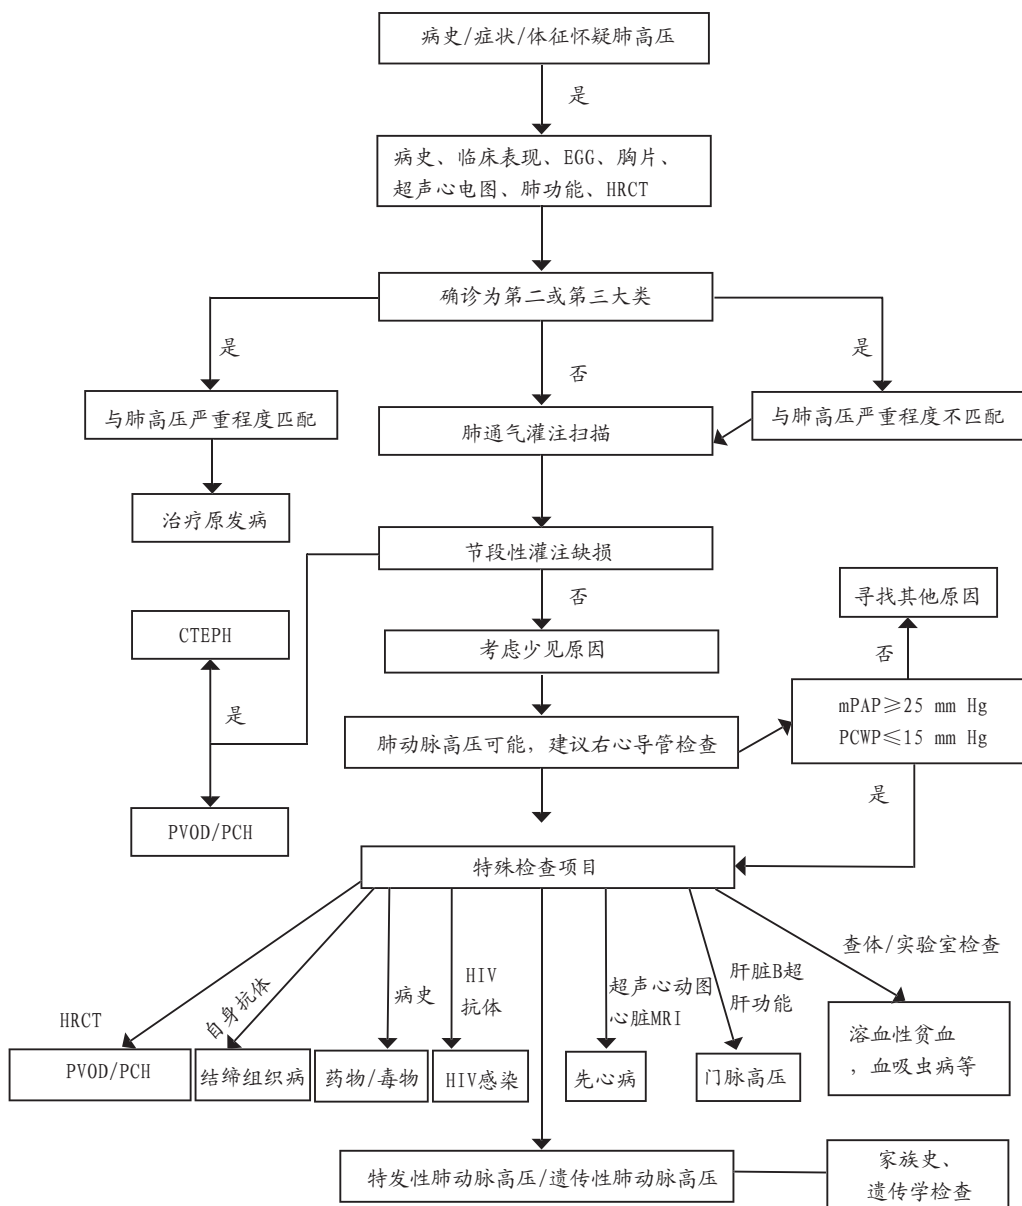 病史/症状/体征怀疑肺高压
是
病史、临床表现、EGG、胸片、
超声心电图、肺功能、HRCT
确诊为第二或第三大类
是
否
是
与肺高压严重程度匹配
肺通气灌注扫描
与肺高压严重程度不匹配
治疗原发病
节段性灌注缺损
否
寻找其他原因
CTEPH
考虑少见原因
否
是
肺动脉高压可能，建议右心导管检查
mPAP≥25 mm Hg
PCWP≤15 mm Hg
是
PVOD/PCH
特殊检查项目
HRCT
自身抗体
病史
HIV
抗体
超声心动图
心脏MRI
肝脏B超
肝功能
查体/实验室检查
PVOD/PCH
结缔组织病
药物/毒物
HIV感染
先心病
门脉高压
溶血性贫血
，血吸虫病等
特发性肺动脉高压/遗传性肺动脉高压
家族史、
遗传学检查